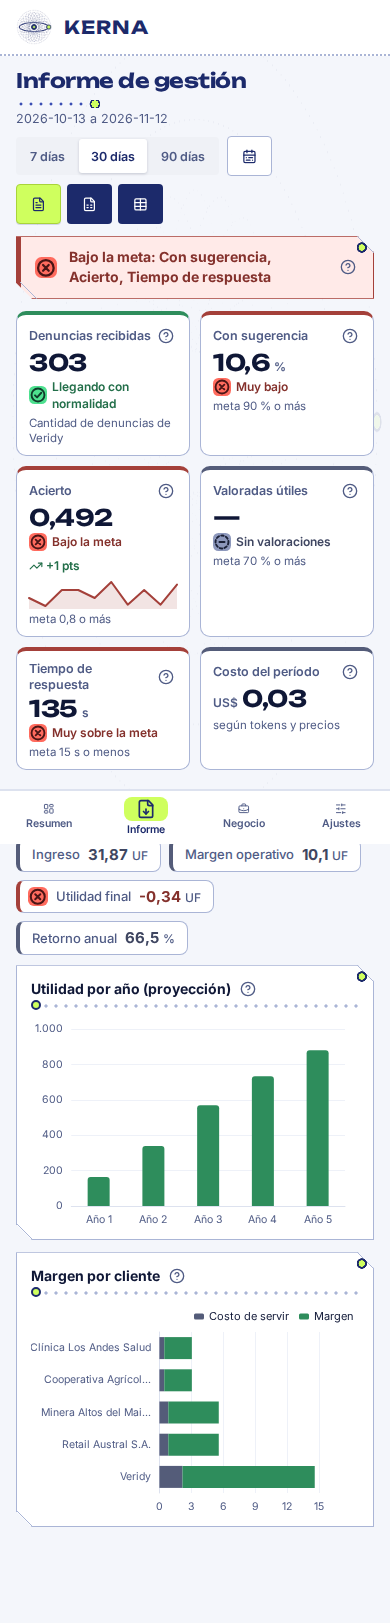 KERNA
Informe de gestión
2026-10-13 a 2026-11-12
7 días 30 días 90 días
Bajo la meta: Con sugerencia,
Acierto, Tiempo de respuesta
Denuncias recibidas
303
Llegando con
normalidad
Cantidad de denuncias de
Veridy
Con sugerencia
10,6 %
Muy bajo
meta 90 % o más
Acierto
0,492
Bajo la meta
+1 pts
meta 0,8 o más
Valoradas útiles
—
Sin valoraciones
meta 70 % o más
Tiempo de
respuesta
135 s
Muy sobre la meta
meta 15 s o menos
Costo del período
US$ 0,03
según tokens y precios
Resumen Informe Negocio Ajustes
Ingreso 31,87 UF Margen operativo 10,1 UF
Utilidad final -0,34 UF
Retorno anual 66,5 %
Utilidad por año (proyección)
1.000
800
600
400
200
0
Año 1 Año 2 Año 3 Año 4 Año 5
Margen por cliente
Costo de servir Margen
Clínica Los Andes Salud
Cooperativa Agrícol...
Minera Altos del Mai...
Retail Austral S.A.
Veridy
0 3 6 9 12 15